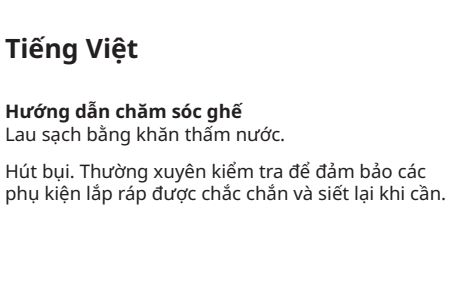 Tiếng Việt
Hướng dẫn chăm sóc ghế
Lau sạch bằng khăn thấm nước.
Hút bụi. Thường xuyên kiểm tra để đảm bảo các
phụ kiện lắp ráp được chắc chắn và siết lại khi cần.